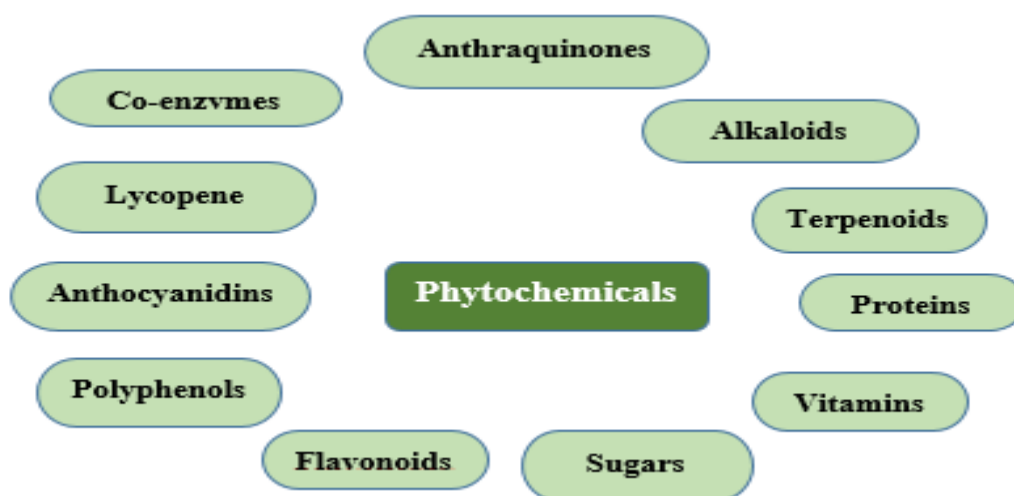 Anthraquinones
Co-enzvmes
Alkaloids
Lycopene
Terpenoids
Anthocyanidins
Phytochemicals
Proteins
Polyphenols
Vitamins
Flavonoids
Sugars